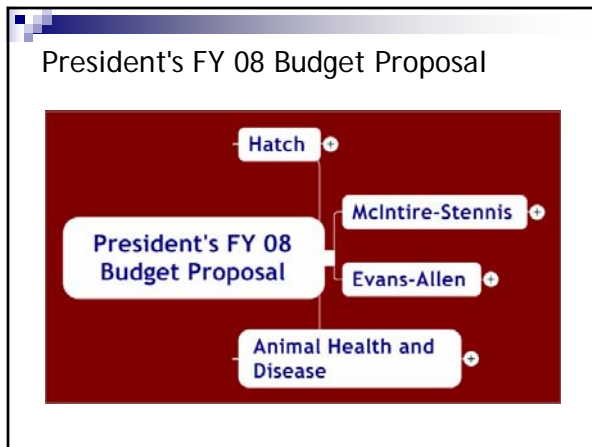 President's FY 08 Budget Proposal
Hatch
McIntire-Stennis
President's FY 08
Budget Proposal
Evans-Allen
Animal Health and
Disease